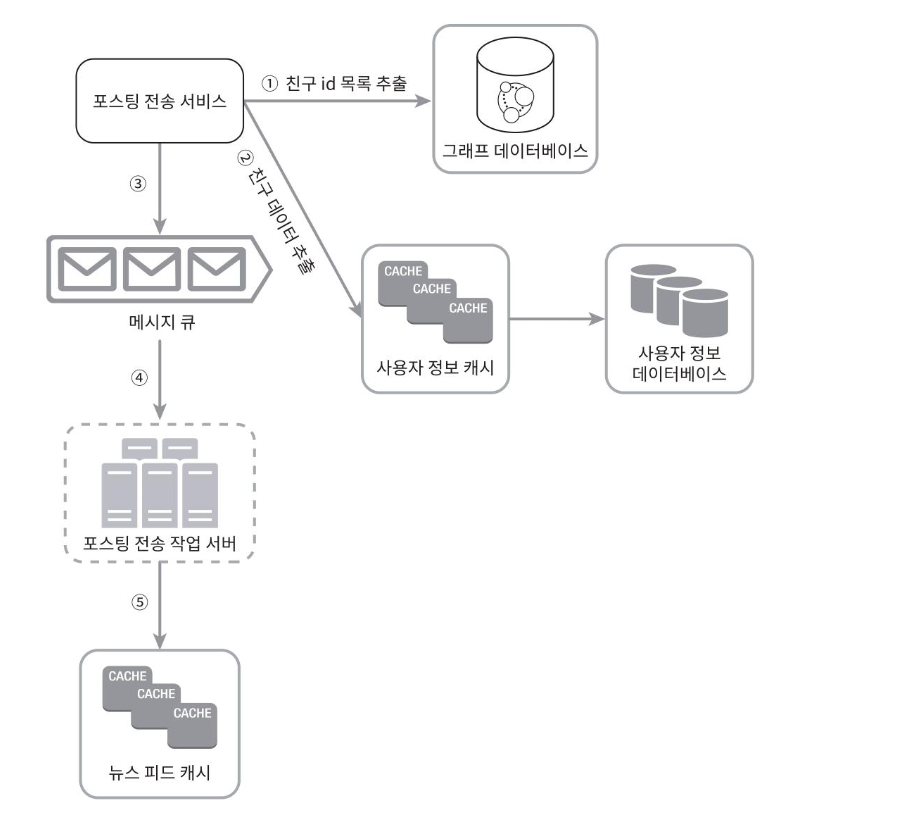 포스팅 전송 서비스
① 친구 id 목록 추출
그래프 데이터베이스
② 친구 데이터 추출
③
메시지 큐
CACHE
CACHE
CACHE
사용자 정보 캐시
사용자 정보
데이터베이스
④
포스팅 전송 작업 서버
⑤
CACHE
CACHE
CACHE
뉴스 피드 캐시